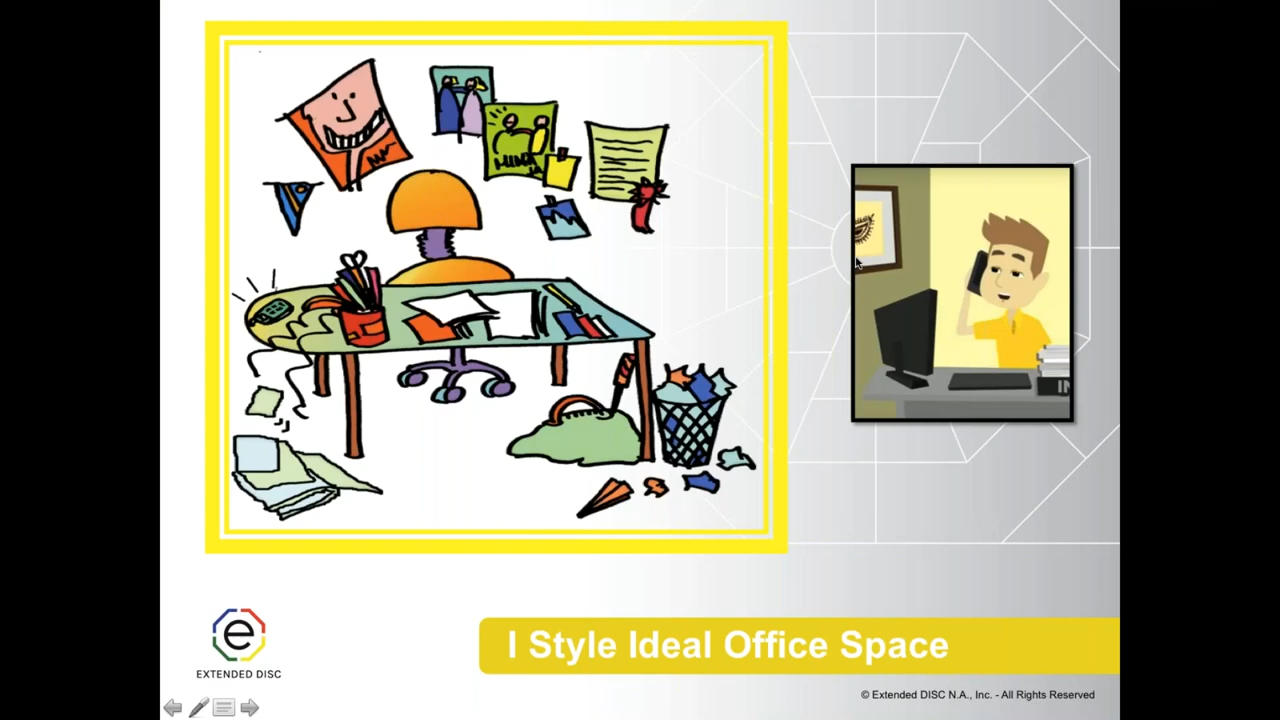 I Style Ideal Office Space
e
EXTENDED DISC
© Extended DISC N.A., Inc. - All Rights Reserved